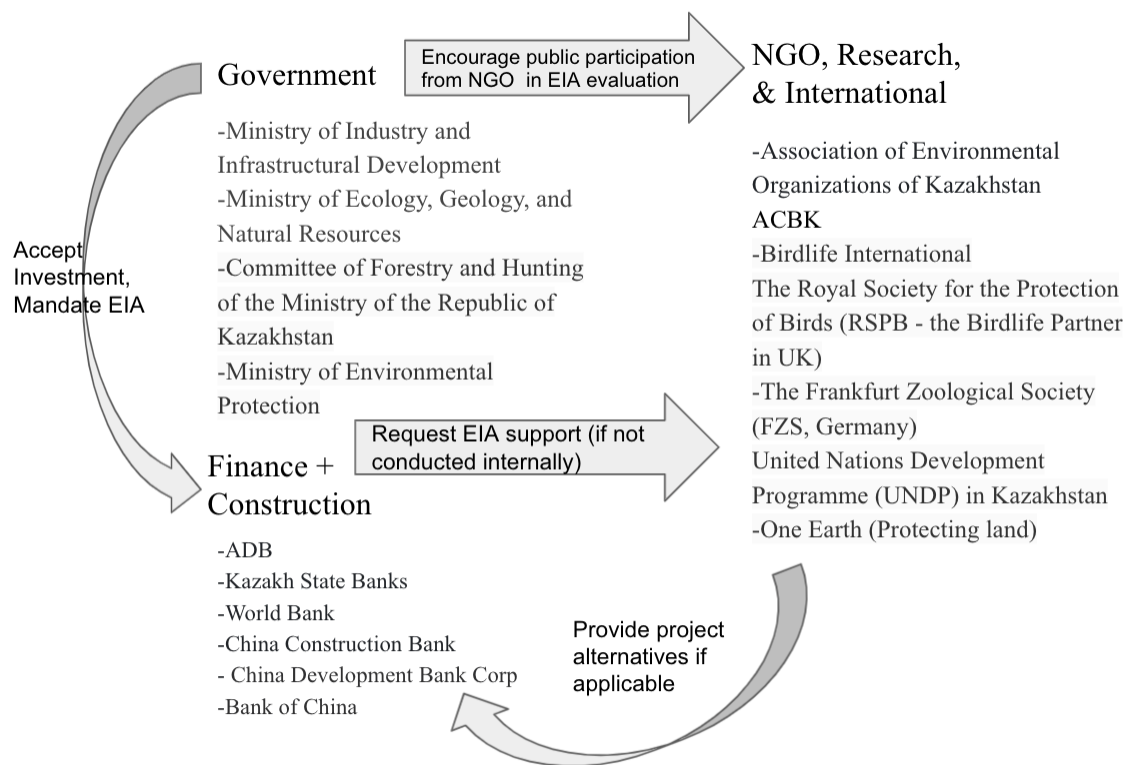 Government
Encourage public participation
from NGO in EIA evaluation
NGO, Research,
& International
-Ministry of Industry and
Infrastructural Development
-Ministry of Ecology, Geology, and
Natural Resources
-Committee of Forestry and Hunting
of the Ministry of the Republic of
Kazakhstan
-Ministry of Environmental
Protection
Accept
Investment,
Mandate EIA
-Association of Environmental
Organizations of Kazakhstan
ACBK
-Birdlife International
The Royal Society for the Protection
of Birds (RSPB - the Birdlife Partner
in UK)
-The Frankfurt Zoological Society
(FZS, Germany)
United Nations Development
Programme (UNDP) in Kazakhstan
-One Earth (Protecting land)
Request EIA support (if not
conducted internally)
Finance +
Construction
-ADB
-Kazakh State Banks
-World Bank
-China Construction Bank
- China Development Bank Corp
-Bank of China
Provide project
alternatives if
applicable